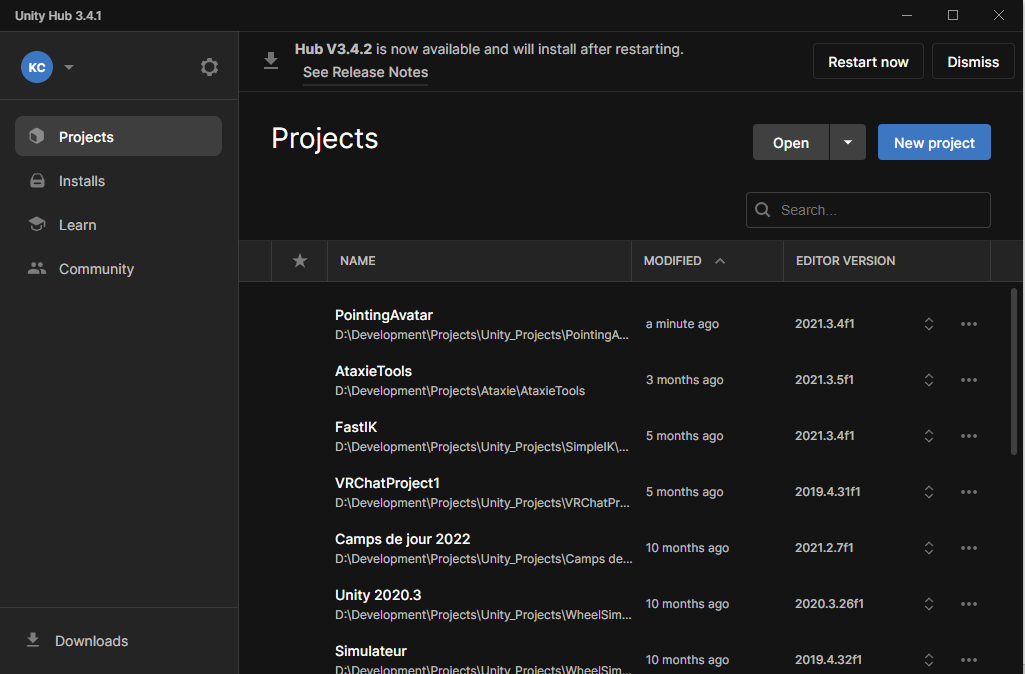 Unity Hub 3.4.1
KC
Hub V3.4.2 is now available and will install after restarting.
See Release Notes
Restart now
Dismiss
Projects
Installs
Learn
Community
Downloads
Projects
Open
New project
Search...
NAME MODIFIED EDITOR VERSION
PointingAvatar
D:\Development\Projects\Unity_Projects\PointingA...
a minute ago
2021.3.4f1
AtaxieTools
D:\Development\Projects\Ataxie\AtaxieTools
3 months ago
2021.3.5f1
FastIK
D:\Development\Projects\Unity_Projects\SimpleIK\...
5 months ago
2021.3.4f1
VRChatProject1
D:\Development\Projects\Unity_Projects\VRChatPr...
5 months ago
2019.4.31f1
Camps de jour 2022
D:\Development\Projects\Unity_Projects\Camps de...
10 months ago
2021.2.7f1
Unity 2020.3
D:\Development\Projects\Unity_Projects\WheelSim...
10 months ago
2020.3.26f1
Simulateur
D:\Development\Projects\Unity_Projects\WheelSim...
10 months ago
2019.4.32f1